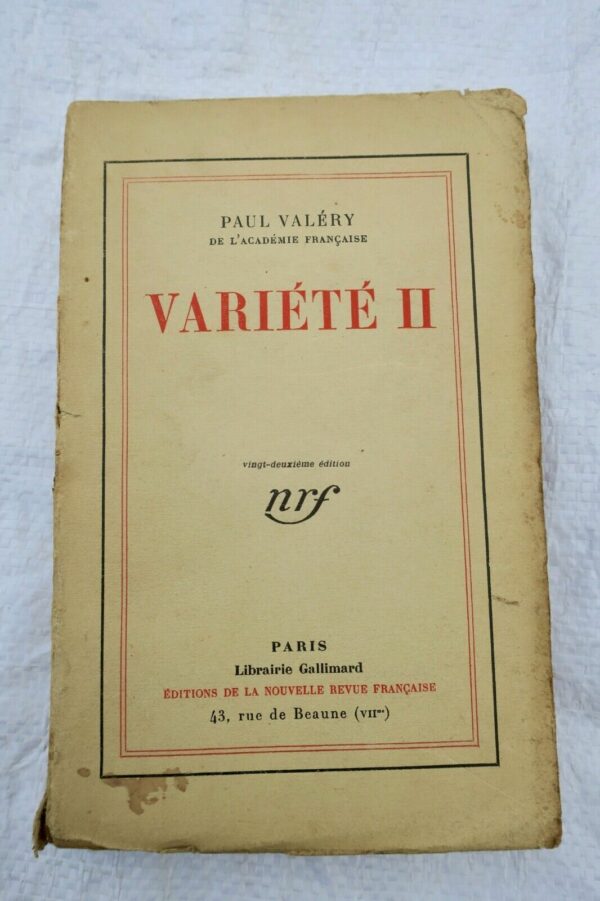 PAUL VALÉRY
DE L'ACADÉMIE FRANÇAISE
VARIÉTÉ II
vingt-deuxième édition
nrf
PARIS
Librairie Gallimard
ÉDITIONS DE LA NOUVELLE REVUE FRANÇAISE
43, rue de Beaune (VIIme)